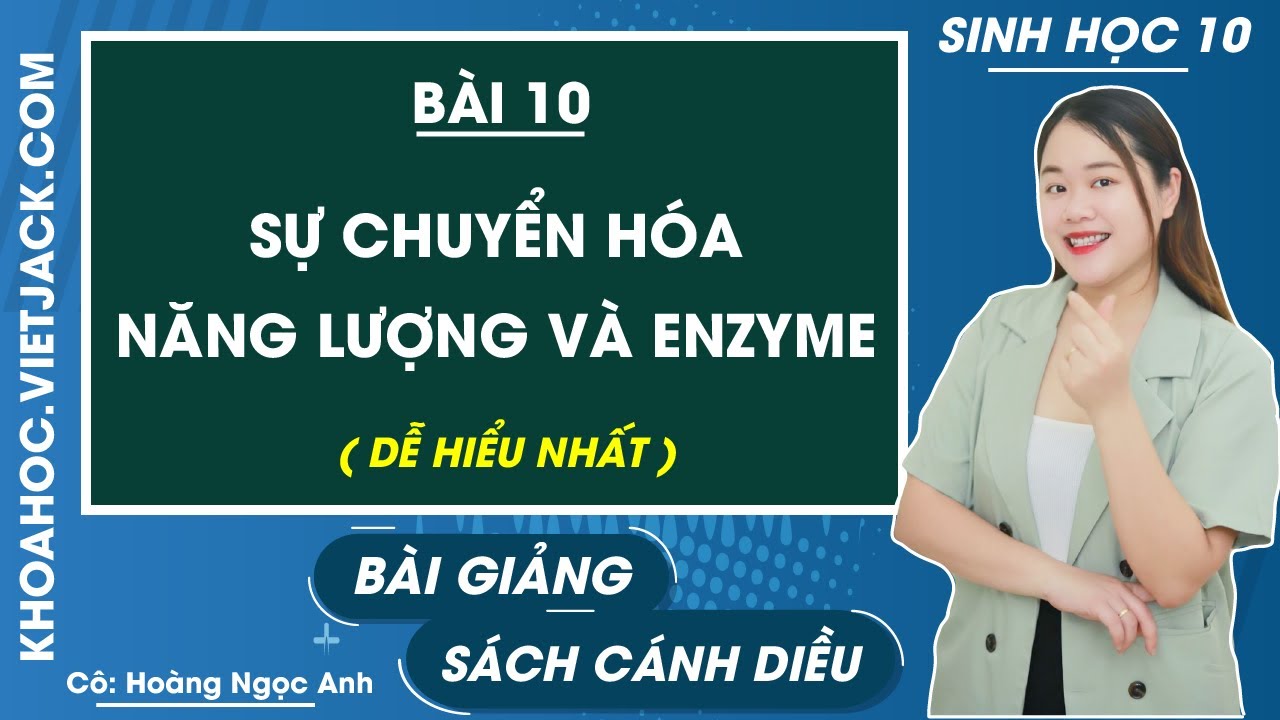 SINH HỌC 10
KHOAHOC.VIETJACK.COM
BÀI 10
SỰ CHUYỂN HÓA
NĂNG LƯỢNG VÀ ENZYME
( DỄ HIỂU NHẤT )
BÀI GIẢNG
SÁCH CÁNH DIỀU
Cô: Hoàng Ngọc Anh